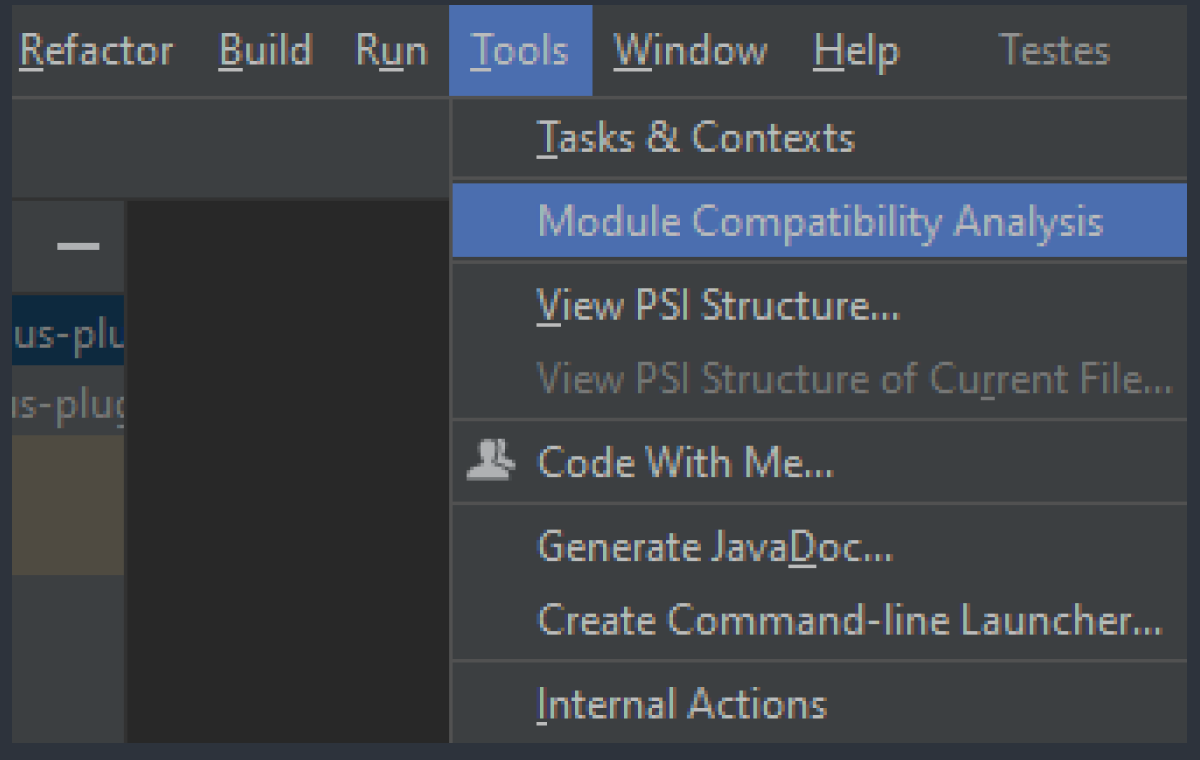 Refactor Build Run Tools Window Help Testes
Tasks & Contexts
Module Compatibility Analysis
View PSI Structure...
us-plu
View PSI Structure of Current File...
s-plug
Code With Me...
Generate JavaDoc...
Create Command-line Launcher...
Internal Actions